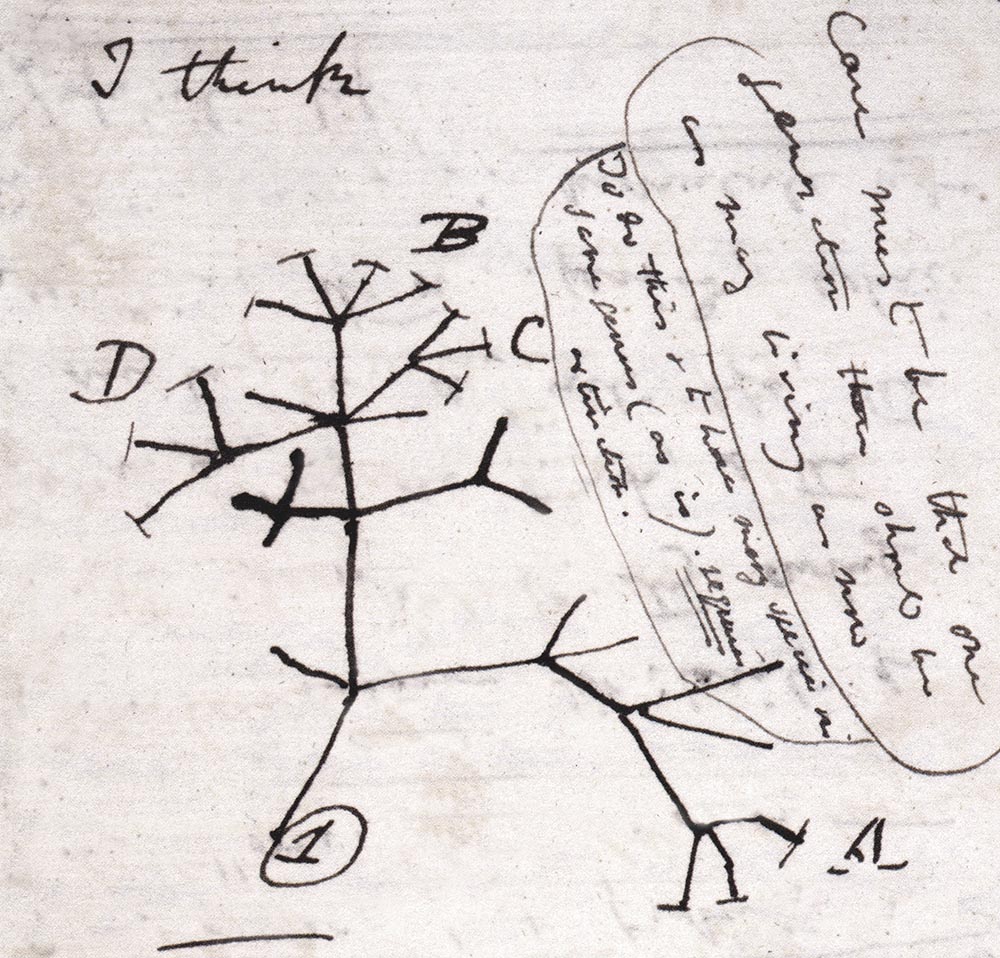 I think
B
C
D
A
1
Case must be that one
generation then should be
as many living as now
To do this & to have many species in
same genus (as is). requires
extinction.